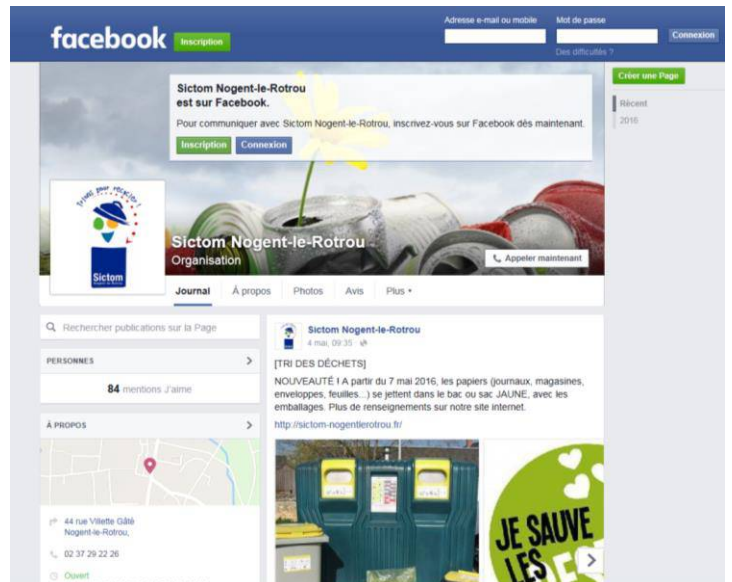 Adresse e-mail ou mobile
Mot de passe
facebook
Inscription
Connexion
Des difficultés ?
Sictom Nogent-le-Rotrou
est sur Facebook.
Pour communiquer avec Sictom Nogent-le-Rotrou, inscrivez-vous sur Facebook dès maintenant.
Inscription
Connexion
Créer une Page
Récent
2016
Trions pour recycler !
Sictom
Sictom Nogent-le-Rotrou
Organisation
Appeler maintenant
Journal
À propos
Photos
Avis
Plus
Rechercher publications sur la Page
PERSONNES
84 mentions J'aime
À PROPOS
44 rue Villette Gâté
Nogent-le-Rotrou,
02 37 29 22 26
Ouvert
Sictom Nogent-le-Rotrou
4 mai, 09:35
[TRI DES DÉCHETS]
NOUVEAUTÉ ! A partir du 7 mai 2016, les papiers (journaux, magasines,
enveloppes, feuilles...) se jettent dans le bac ou sac JAUNE, avec les
emballages. Plus de renseignements sur notre site internet.
http://sictom-nogentlerotrou.fr/
JE SAUVE
LES